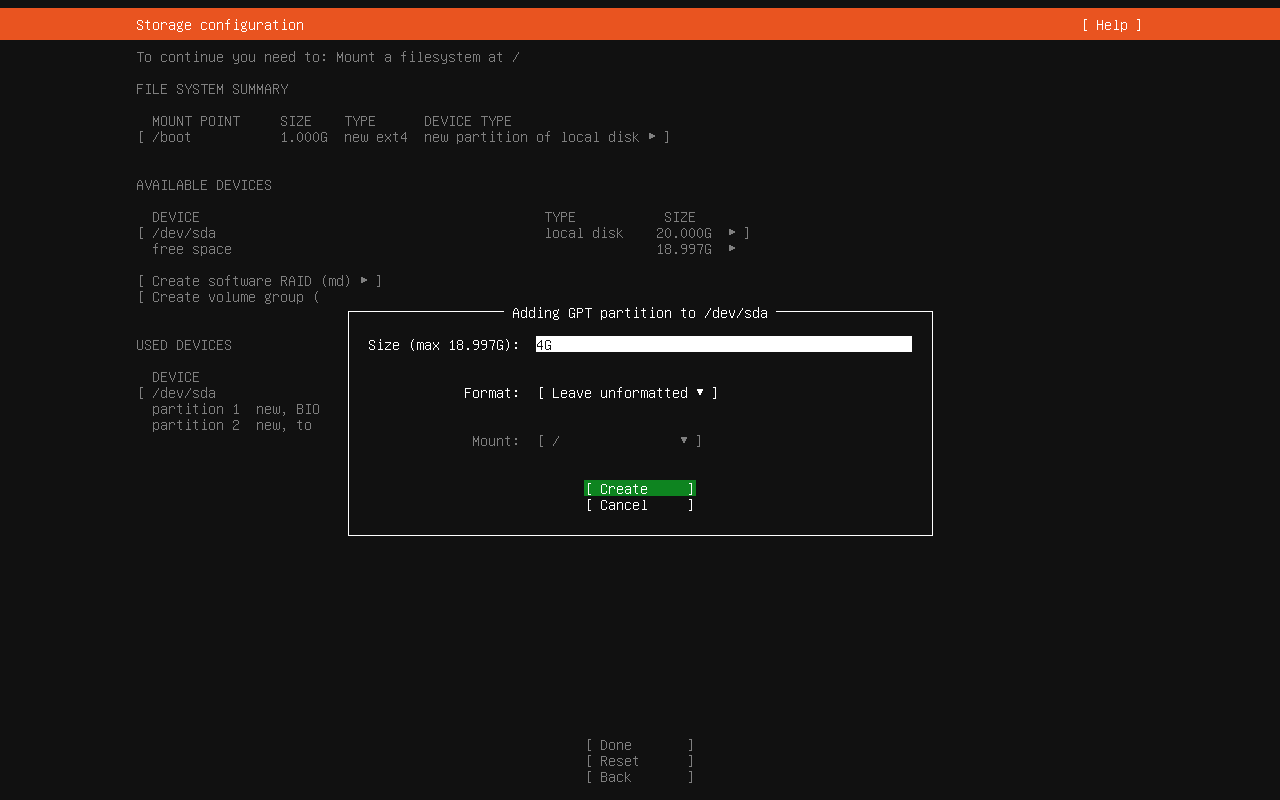 Storage configuration [ Help ]
To continue you need to: Mount a filesystem at /
FILE SYSTEM SUMMARY
MOUNT POINT SIZE TYPE DEVICE TYPE
[ /boot 1.000G new ext4 new partition of local disk ▸ ]
AVAILABLE DEVICES
DEVICE TYPE SIZE
[ /dev/sda local disk 20.000G ▸ ]
free space 18.997G ▸
[ Create software RAID (md) ▸ ]
[ Create volume group (
Adding GPT partition to /dev/sda
Size (max 18.997G): 4G
Format: [ Leave unformatted ▾ ]
Mount: [ / ▾ ]
[ Create ]
[ Cancel ]
USED DEVICES
DEVICE
[ /dev/sda
partition 1 new, BIO
partition 2 new, to
[ Done ]
[ Reset ]
[ Back ]